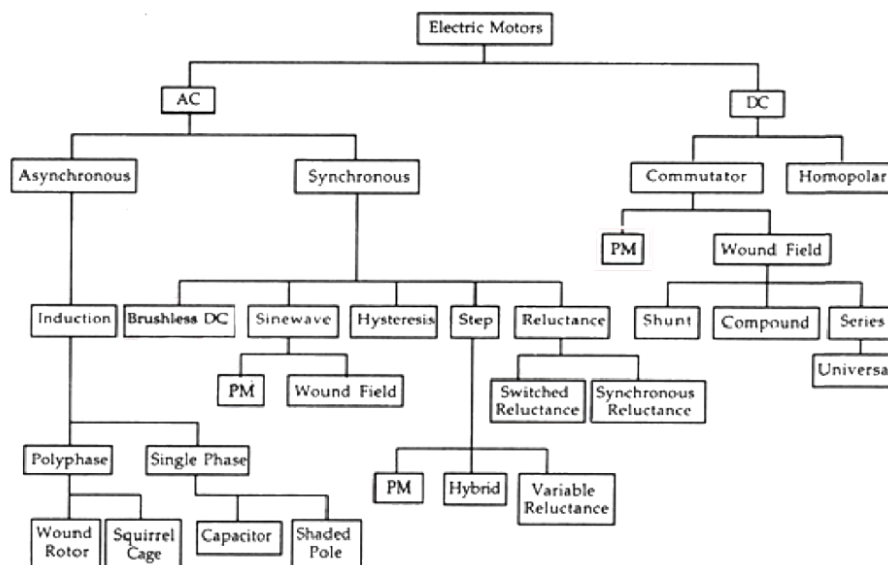 Electric Motors
AC
DC
Asynchronous
Synchronous
Commutator
Homopolar
PM
Wound Field
Induction
Brushless DC
Sinewave
Hysteresis
Step
Reluctance
Shunt
Compound
Series
PM
Wound Field
Switched
Reluctance
Synchronous
Reluctance
Universa
Polyphase
Single Phase
PM
Hybrid
Variable
Reluctance
Wound
Rotor
Squirrel
Cage
Capacitor
Shaded
Pole